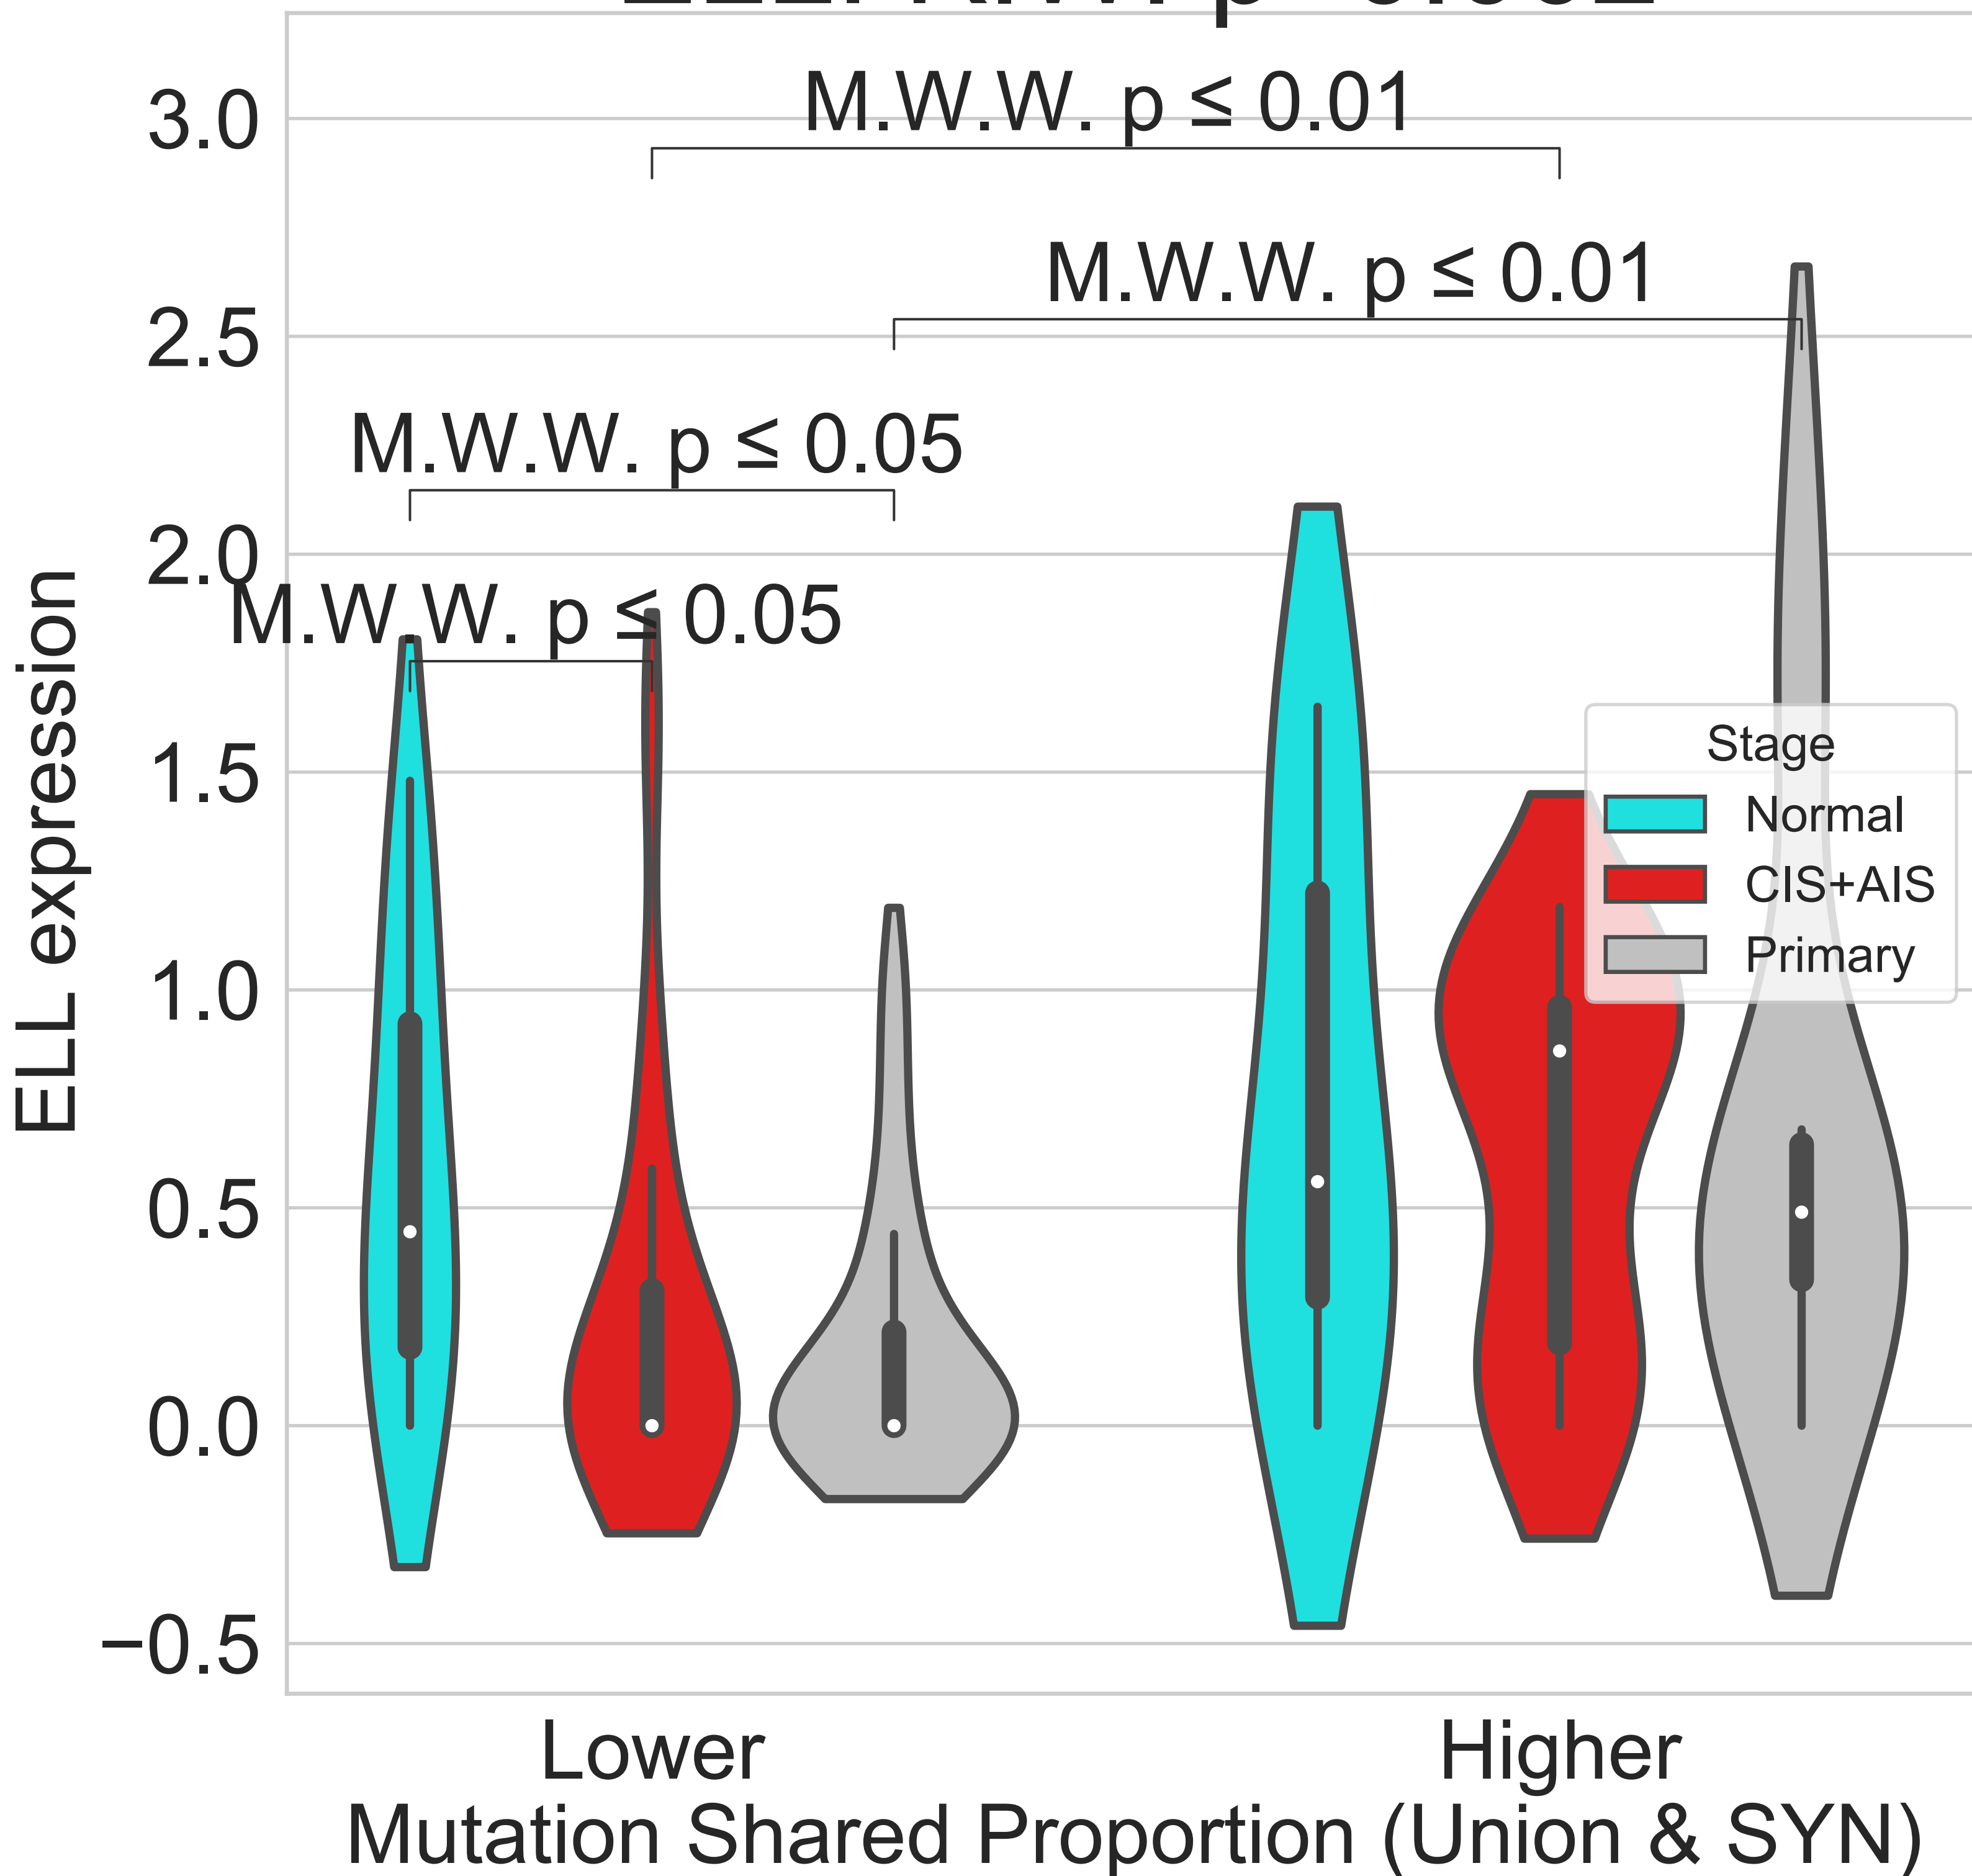 M.W.W. p ≤ 0.01
M.W.W. p ≤ 0.01
M.W.W. p ≤ 0.05
M.W.W. p ≤ 0.05
3.0
2.5
2.0
1.5
1.0
0.5
0.0
−0.5
ELL expression
Stage
Normal
CIS+AIS
Primary
Lower
Higher
Mutation Shared Proportion (Union & SYN)